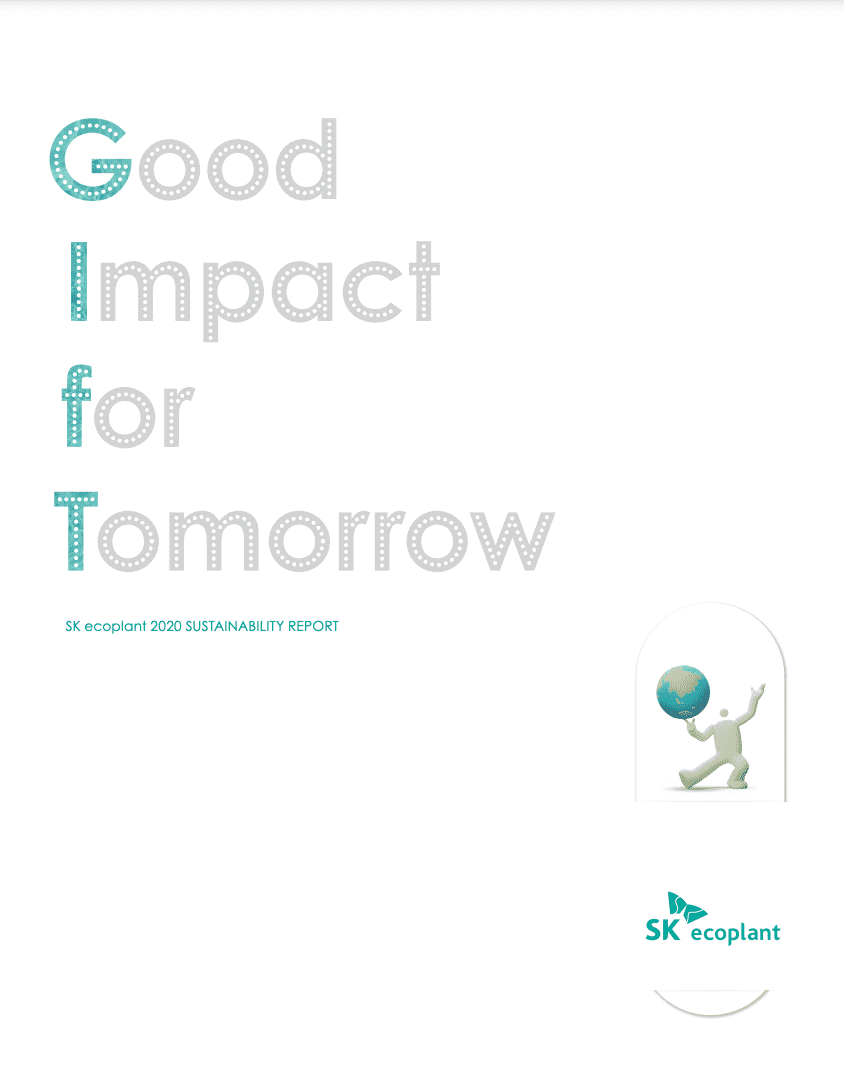 Good
Impact
for
Tomorrow
SK ecoplant 2020 SUSTAINABILITY REPORT
SK ecoplant